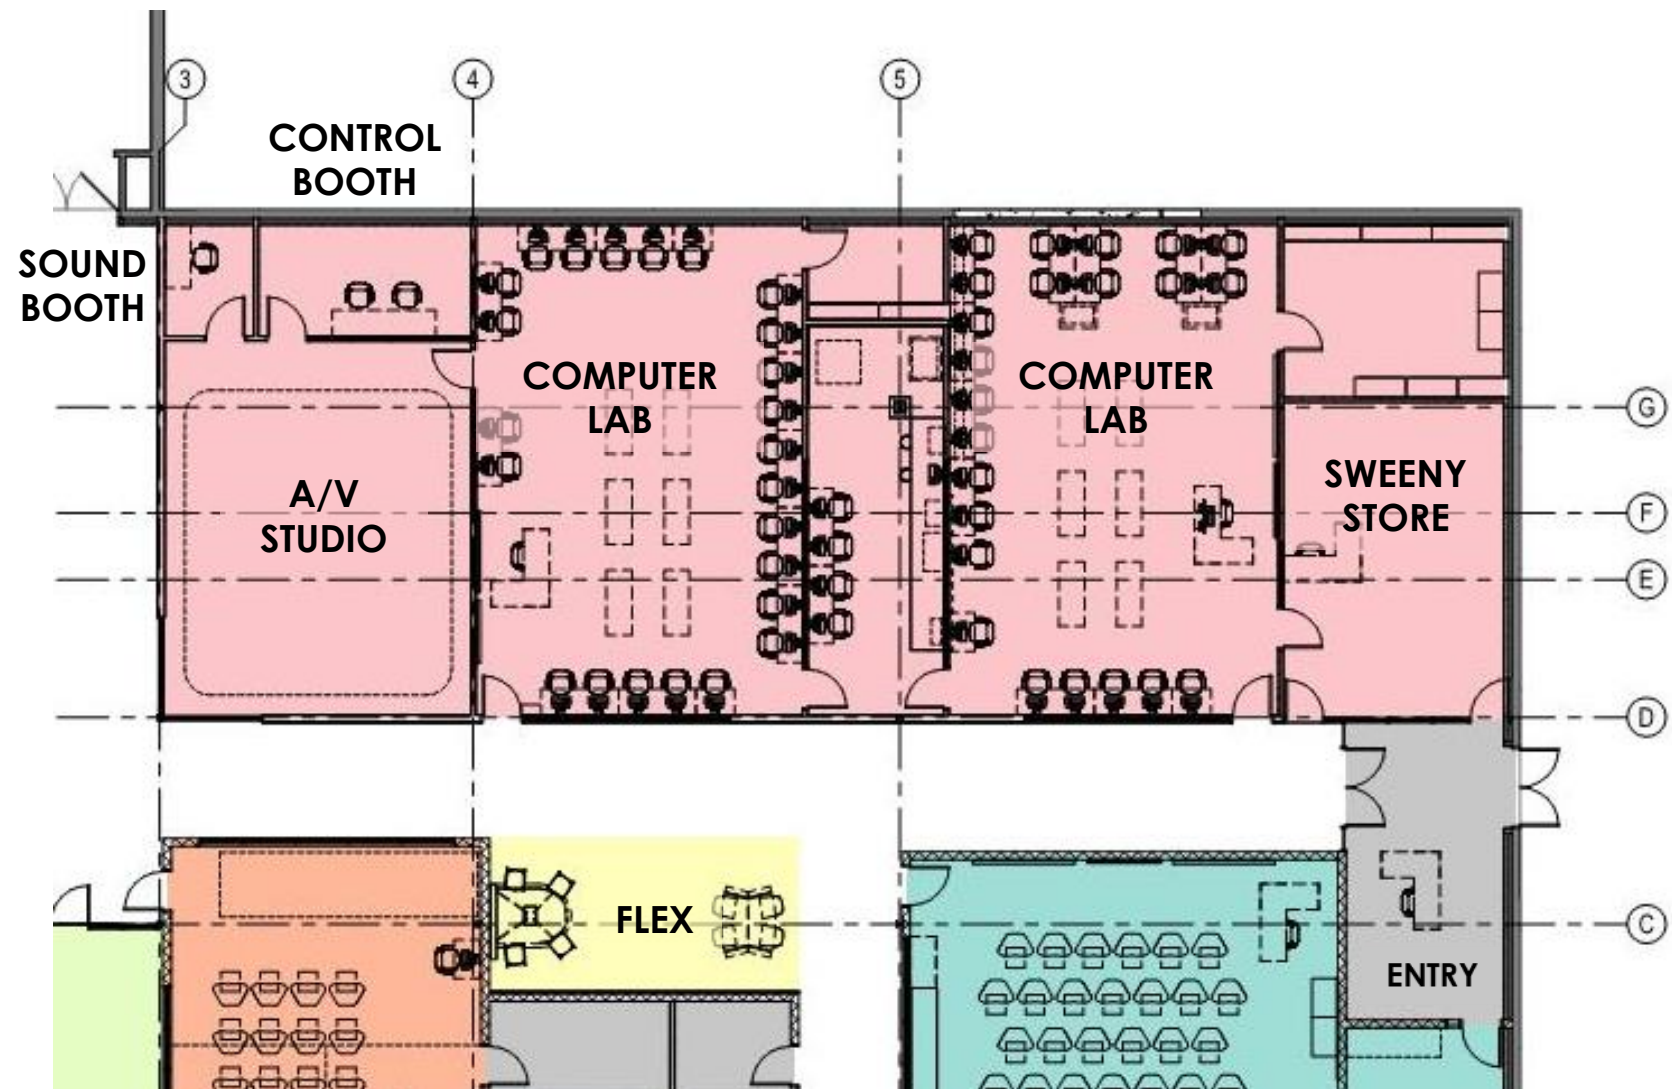 3
4
5
CONTROL
BOOTH
SOUND
BOOTH
COMPUTER
LAB
COMPUTER
LAB
G
A/V
STUDIO
SWEENY
STORE
F
E
D
FLEX
C
ENTRY